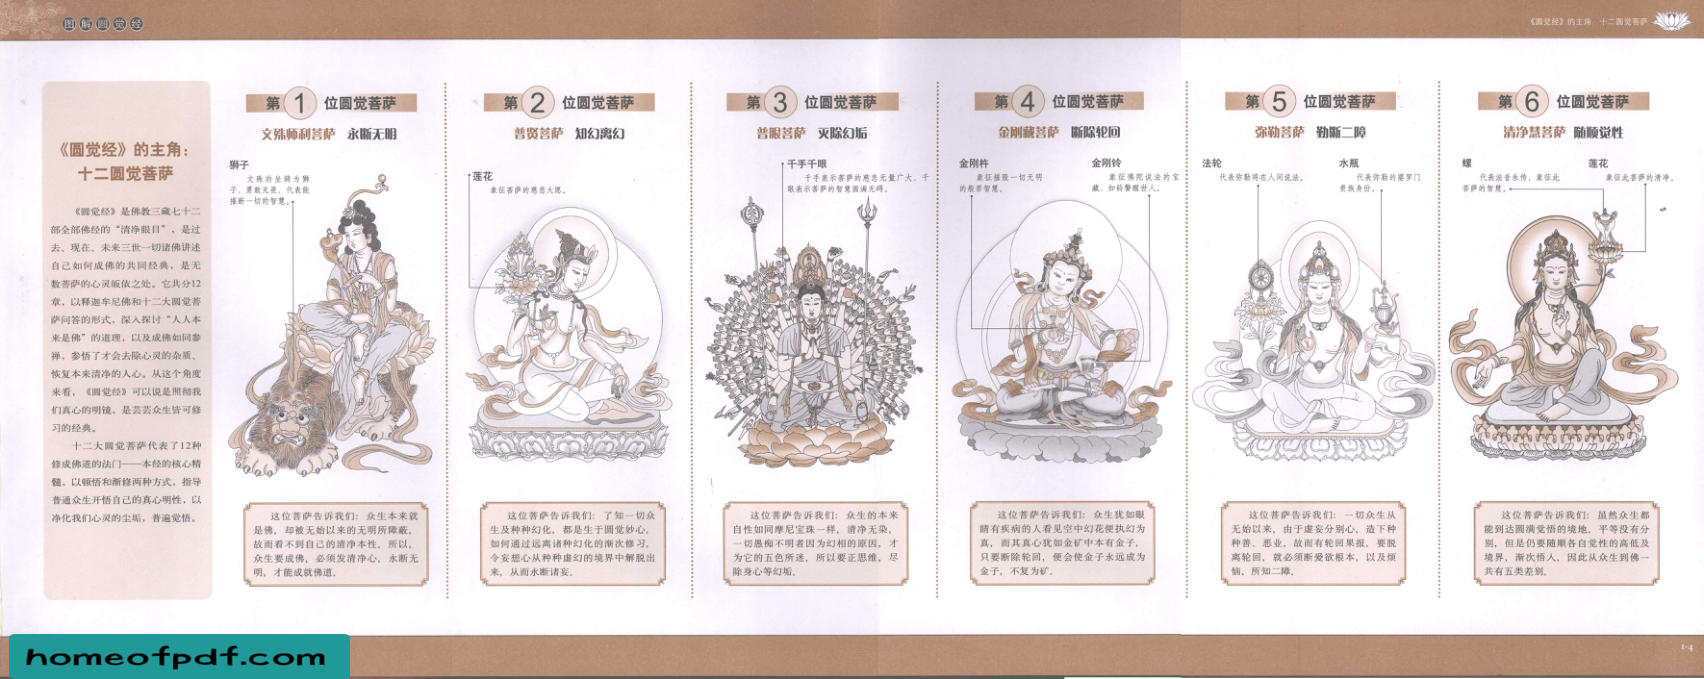 图解圆觉经
《圆觉经》的主角：十二圆觉菩萨
《圆觉经》的主角：
十二圆觉菩萨
《圆觉经》是佛教三藏七十二
部全部佛经的“清净眼目”，是过
去、现在、未来三世一切诸佛讲述
自己如何成佛的共同经典，是无
数菩萨的心灵皈依之处。它共分12
章，以释迦牟尼佛和十二大圆觉菩
萨问答的形式，深入探讨“人人本
来是佛”的道理，以及成佛如同参
禅，参悟了才会去除心灵的杂质、
恢复本来清净的人心。从这个角度
来看，《圆觉经》可以说是照彻我
们真心的明镜，是芸芸众生皆可修
习的经典。
十二大圆觉菩萨代表了12种
修成佛道的法门——本经的核心精
髓。以顿悟和渐修两种方式，指导
普通众生开悟自己的真心明性，以
净化我们心灵的尘垢，普遍觉悟。
第1位圆觉菩萨
文殊师利菩萨 永断无明
狮子
文殊的坐骑为狮
子，勇敢无畏，代表能
摧断一切的智慧。
这位菩萨告诉我们：众生本来就
是佛，却被无始以来的无明所障蔽，
故而看不到自己的清净本性，所以，
众生要成佛，必须发清净心，永断无
明，才能成就佛道。
第2位圆觉菩萨
普贤菩萨 知幻离幻
莲花
象征菩萨的慈悲大愿。
这位菩萨告诉我们：了知一切众
生及种种幻化，都是生于圆觉妙心，
如何通过远离诸种幻化的渐次修习，
令妄想心从种种虚幻的境界中解脱出
来，从而永断诸妄。
第3位圆觉菩萨
普眼菩萨 灭除幻垢
千手千眼
千手表示菩萨的慈悲无量广大，千
眼表示菩萨的智慧圆满无碍。
这位菩萨告诉我们：众生的本来
自性如同摩尼宝珠一样，清净无染，
一切愚痴不明者因为幻相的原因，才
为它的五色所迷，所以要正思维，尽
除身心等幻垢。
第4位圆觉菩萨
金刚藏菩萨 断除轮回
金刚杵
象征摧毁一切无明
的般若智慧。
金刚铃
象征佛陀说法的宝
藏，如铃警醒世人。
这位菩萨告诉我们：众生犹如眼
睛有疾病的人看见空中幻花便执幻为
真，而其真心犹如金矿中本有金子，
只要断除轮回，便会使金子永远成为
金子，不复为矿。
第5位圆觉菩萨
弥勒菩萨 勤断二障
法轮
代表弥勒将在人间说法。
水瓶
代表弥勒的婆罗门
贵族身份。
这位菩萨告诉我们：一切众生从
无始以来，由于虚妄分别心，造下种
种善、恶业，故而有轮回果报，要脱
离轮回，就必须断爱欲根本，以及烦
恼、所知二障。
第6位圆觉菩萨
清净慧菩萨 随顺觉性
螺
代表法音永传，象征此
菩萨的智慧。
莲花
象征此菩萨的清净。
这位菩萨告诉我们：虽然众生都
能到达圆满觉悟的境地，平等没有分
别，但是仍要随顺各自觉性的高低及
境界，渐次悟入，因此从众生到佛一
共有五类差别。
1-4
homeofpdf.com